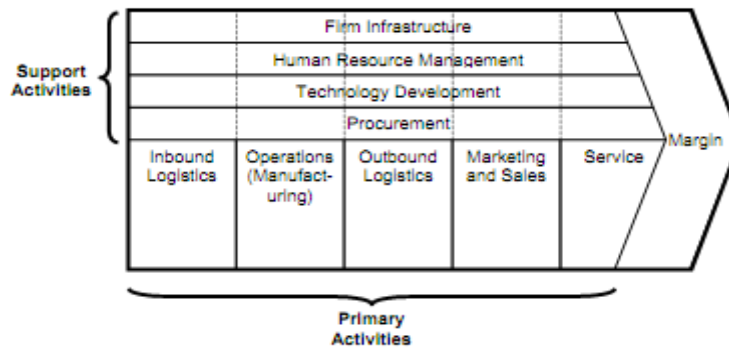 Firm Infrastructure
Human Resource Management
Support
Activities
Technology Development
Procurement
Margin
Inbound
Logistics
Operations
(Manufact-
uring)
Outbound
Logistics
Marketing
and Sales
Service
Primary
Activities